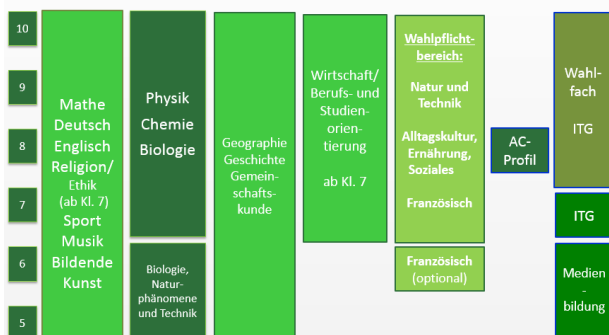 10
9
8
7
6
5
Mathe
Deutsch
Englisch
Religion/
Ethik
(ab Kl. 7)
Sport
Musik
Bildende
Kunst
Physik
Chemie
Biologie
Biologie,
Natur-
phänomene
und Technik
Geographie
Geschichte
Gemein-
schafts-
kunde
Wirtschaft/
Berufs- und
Studien-
orien-
tierung
ab Kl. 7
Wahlpflicht-
bereich:
Natur und
Technik
Alltagskultur,
Ernährung,
Soziales
Französisch
Französisch
(optional)
AC-
Profil
Wahl-
fach
ITG
ITG
Medien
-
bildung